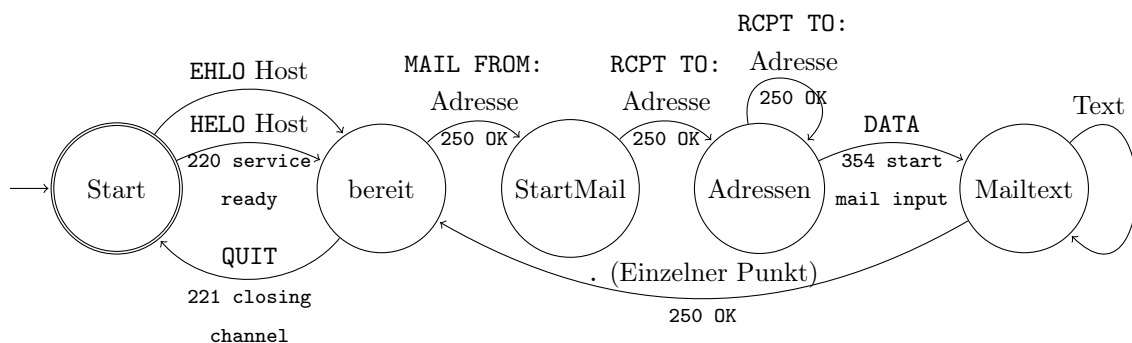 EHLO Host
HELO Host
220 service
ready
MAIL FROM:
Adresse
250 OK
RCPT TO:
Adresse
250 OK
RCPT TO:
Adresse
250 OK
DATA
354 start
mail input
Text
Start
bereit
StartMail
Adressen
Mailtext
QUIT
221 closing
channel
. (Einzelner Punkt)
250 OK